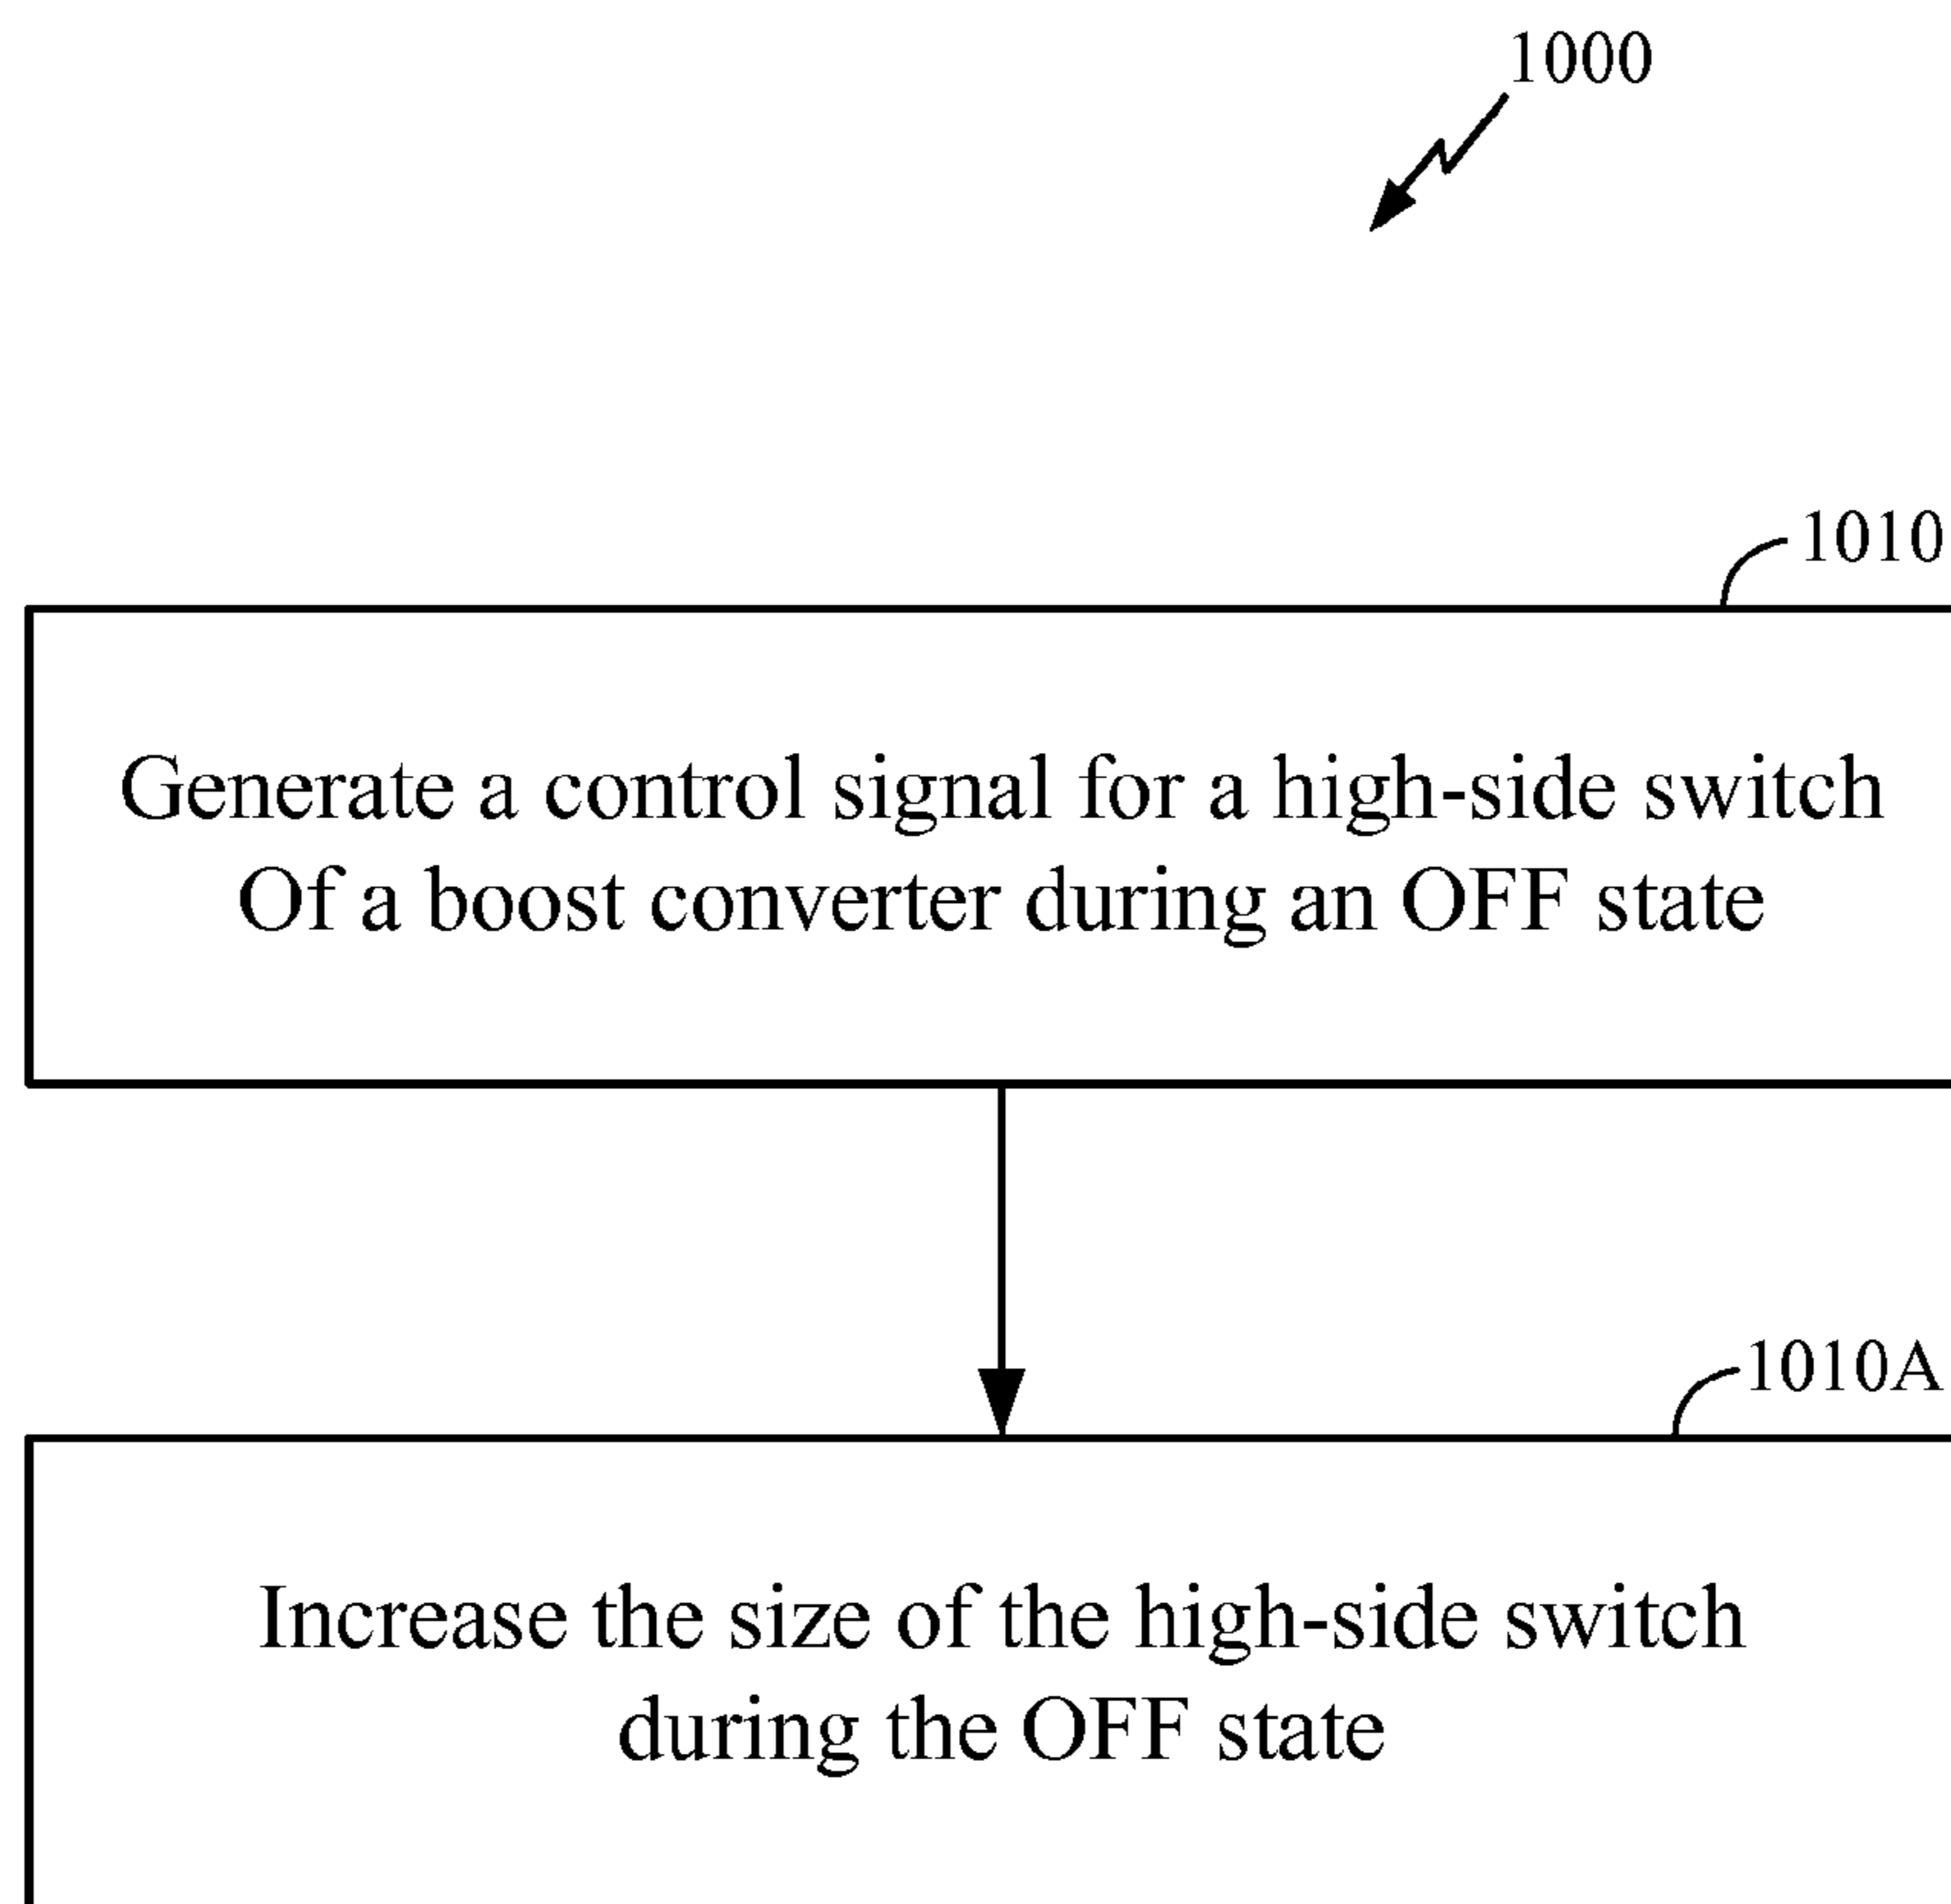 1000
1010
Generate a control signal for a high-side switch
Of a boost converter during an OFF state
1010A
Increase the size of the high-side switch
during the OFF state